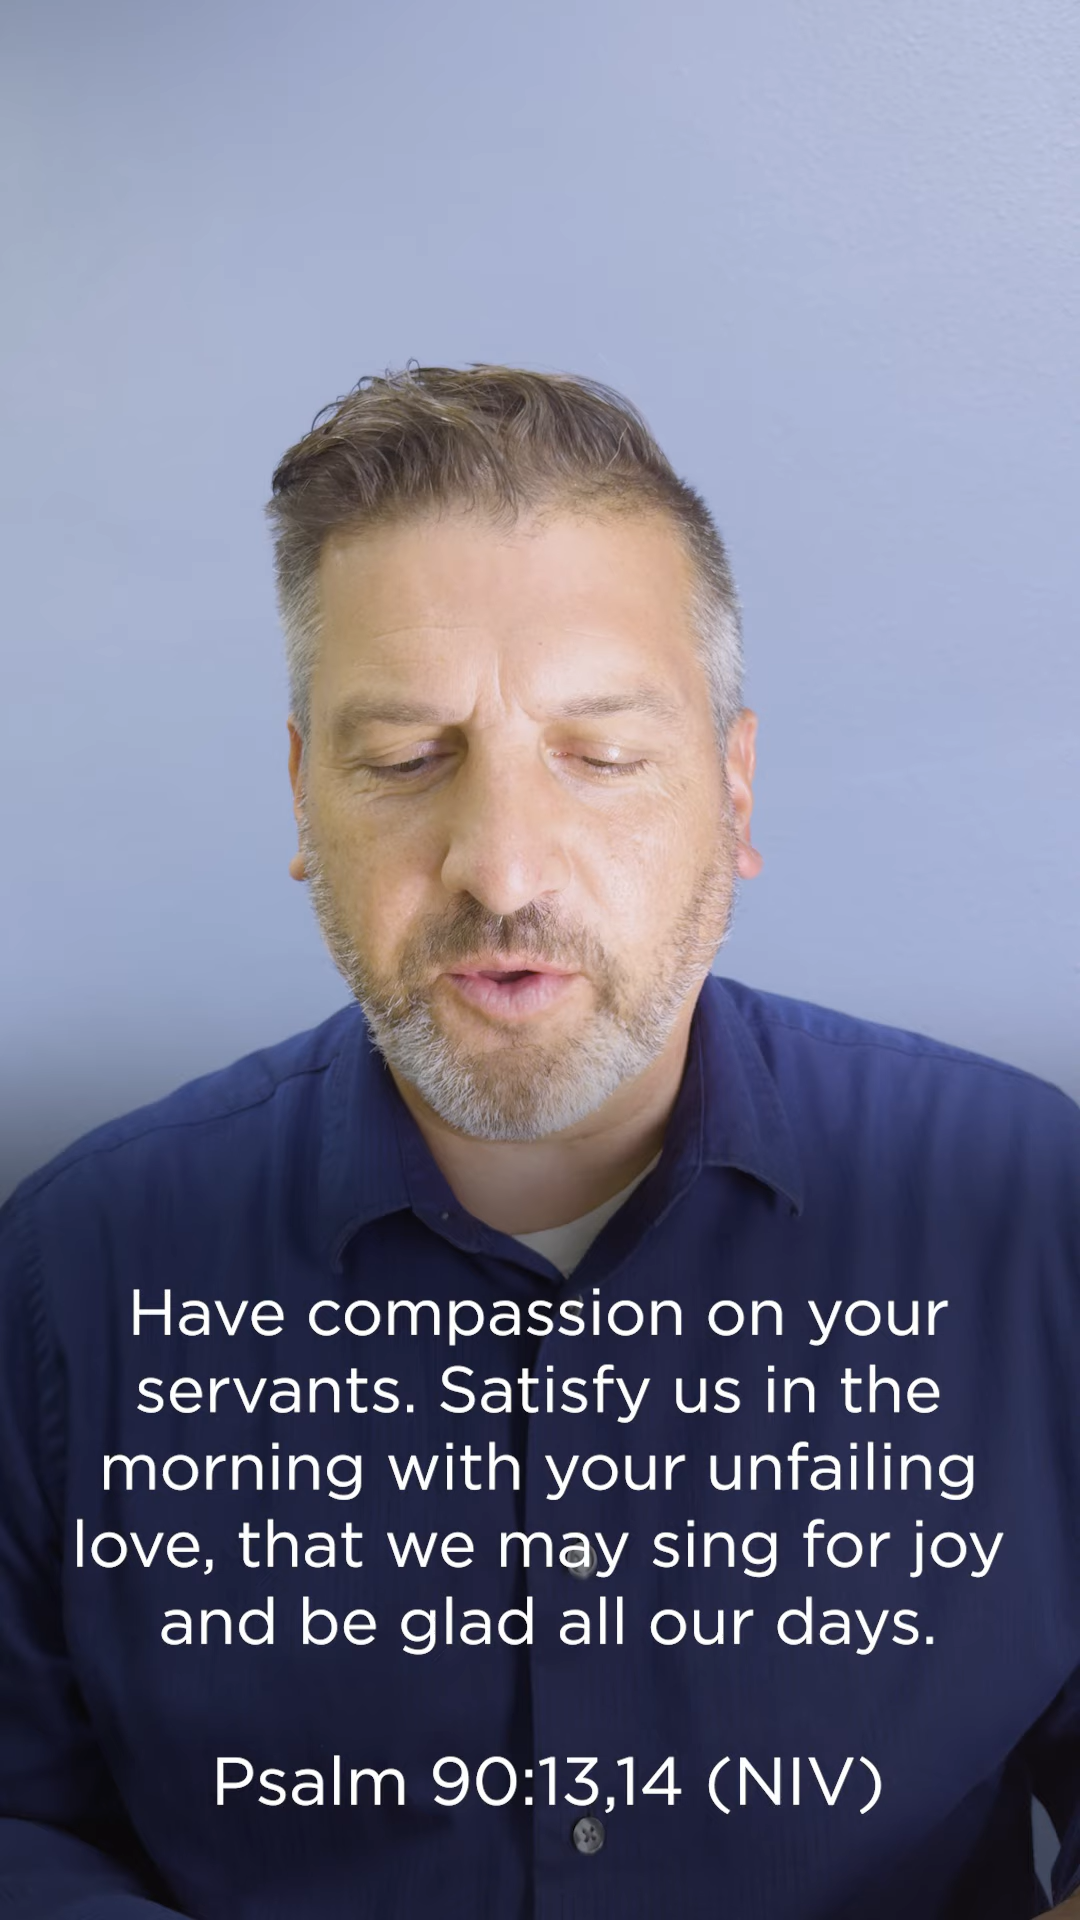 Have compassion on your
servants. Satisfy us in the
morning with your unfailing
love, that we may sing for joy
and be glad all our days.
Psalm 90:13,14 (NIV)